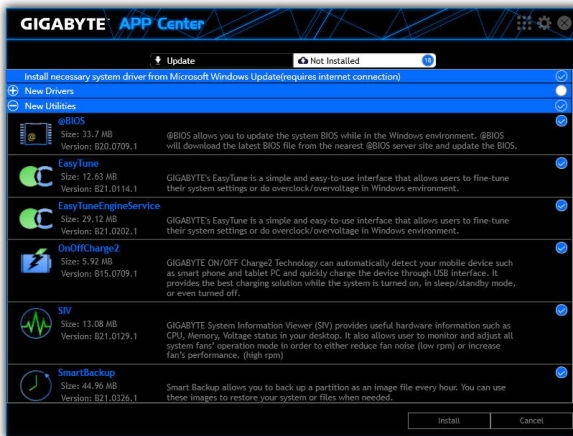 GIGABYTE™ APP Center
Update
Not Installed
18
Install necessary system driver from Microsoft Windows Update(requires internet connection)
New Drivers
New Utilities
@BIOS
Size: 33.7 MB
Version: B20.0709.1
@BIOS allows you to update the system BIOS while in the Windows environment. @BIOS
will download the latest BIOS file from the nearest @BIOS server site and update the BIOS.
EasyTune
Size: 12.63 MB
Version: B21.0114.1
GIGABYTE's EasyTune is a simple and easy-to-use interface that allows users to fine-tune
their system settings or do overclock/overvoltage in Windows environment.
EasyTuneEngineService
Size: 29.12 MB
Version: B21.0202.1
GIGABYTE's EasyTune is a simple and easy-to-use interface that allows users to fine-tune
their system settings or do overclock/overvoltage in Windows environment.
OnOffCharge2
Size: 5.92 MB
Version: B15.0709.1
GIGABYTE ON/OFF Charge2 Technology can automatically detect your mobile device such
as smart phone and tablet PC and quickly charge the device through USB interface. It
provides the best charging solution while the system is turned on, in sleep/standby mode,
or even turned off.
SIV
Size: 13.08 MB
Version: B21.0129.1
GIGABYTE System Information Viewer (SIV) provides useful hardware information such as
CPU, Memory, Voltage status in your desktop. It also allows user to monitor and adjust all
system fans' operation mode in order to either reduce fan noise (low rpm) or increase
fan's performance. (high rpm)
SmartBackup
Size: 44.96 MB
Version: B21.0326.1
Smart Backup allows you to back up a partition as an image file every hour. You can use
these images to restore your system or files when needed.
Install
Cancel